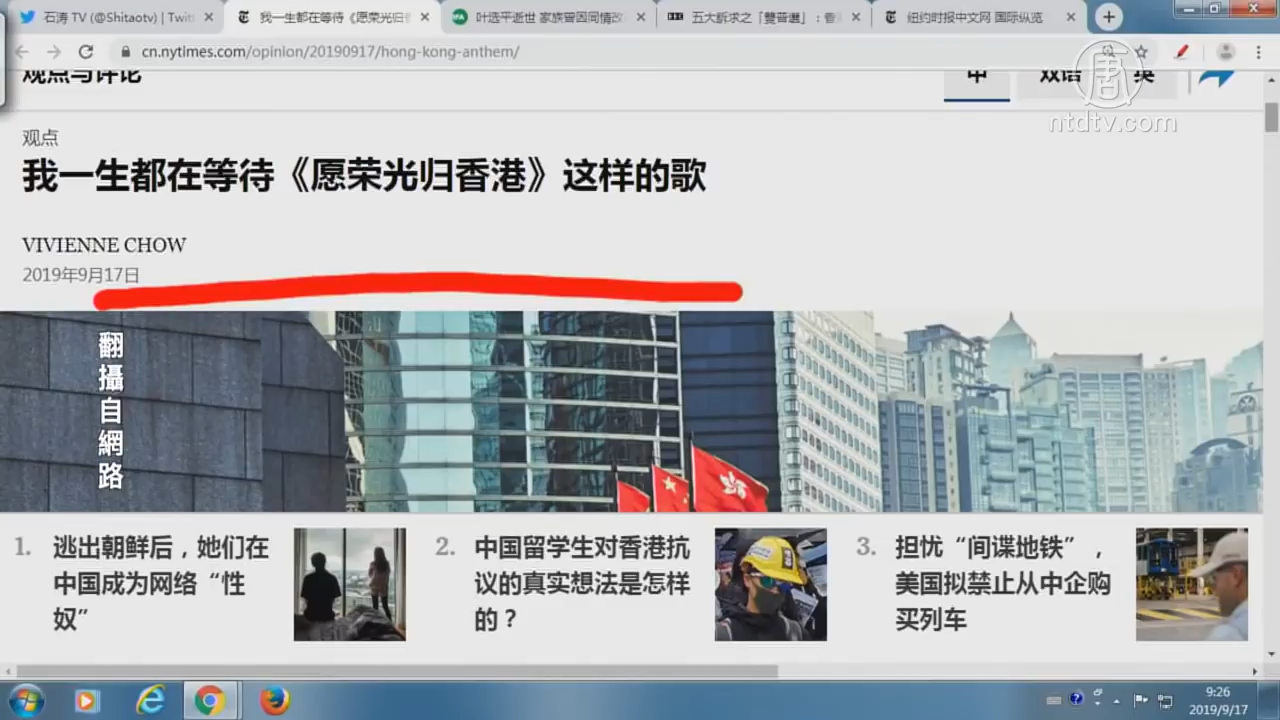 石涛 TV (@Shitaotv) | Twit
我一生都在等待《愿荣光归
叶选平逝世 家族曾因同情改
五大訴求之「雙普選」：香
纽约时报中文网 国际纵览
cn.nytimes.com/opinion/20190917/hong-kong-anthem/
观点与评论
中
双语
英
唐
ntdtv.com
观点
我一生都在等待《愿荣光归香港》这样的歌
VIVIENNE CHOW
2019年9月17日
翻攝自網路
1. 逃出朝鲜后，她们在
中国成为网络“性
奴”
2. 中国留学生对香港抗
议的真实想法是怎样
的？
3. 担忧“间谍地铁”，
美国拟禁止从中企购
买列车
9:26
2019/9/17